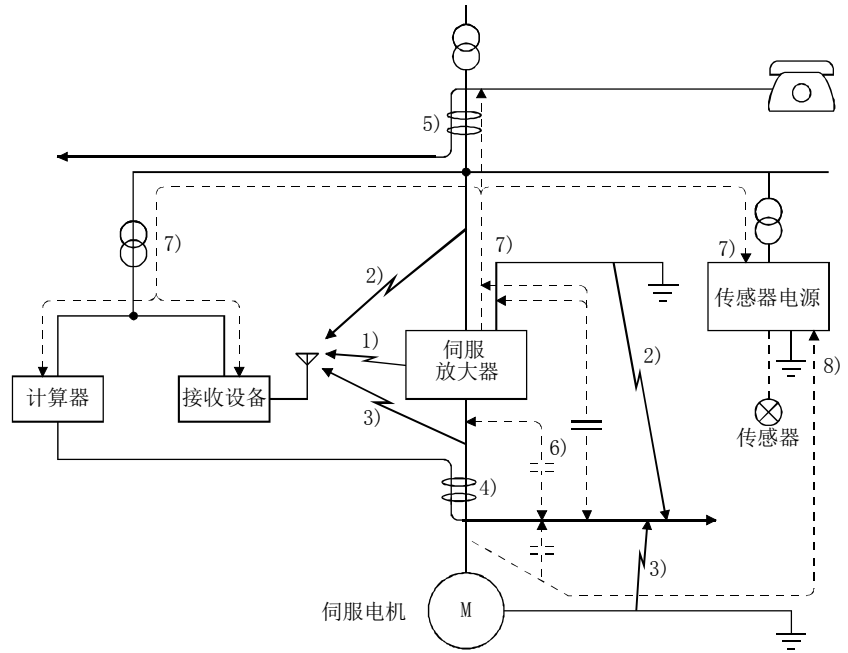 5)
7)
7)
7)
2)
传感器电源
伺服
放大器
1)
2)
8)
计算器
接收设备
3)
传感器
6)
4)
3)
伺服电机
M